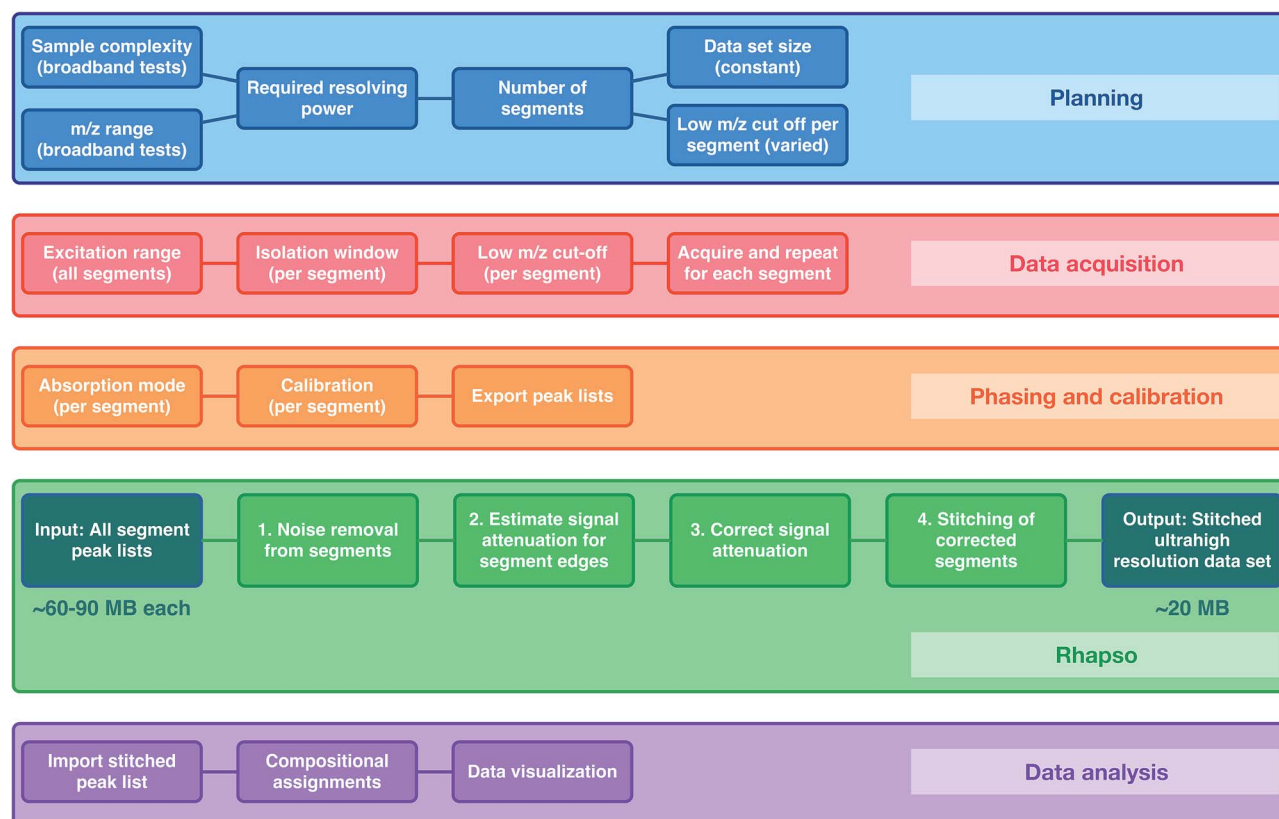 Sample complexity
(broadband tests)
m/z range
(broadband tests)
Required resolving
power
Number of
segments
Data set size
(constant)
Low m/z cut off per
segment (varied)
Planning
Excitation range
(all segments)
Isolation window
(per segment)
Low m/z cut-off
(per segment)
Acquire and repeat
for each segment
Data acquisition
Absorption mode
(per segment)
Calibration
(per segment)
Export peak lists
Phasing and calibration
Input: All segment
peak lists
~60-90 MB each
1. Noise removal
from segments
2. Estimate signal
attenuation for
segment edges
3. Correct signal
attenuation
4. Stitching of
corrected
segments
Output: Stitched
ultrahigh
resolution data set
~20 MB
Rhapso
Import stitched
peak list
Compositional
assignments
Data visualization
Data analysis